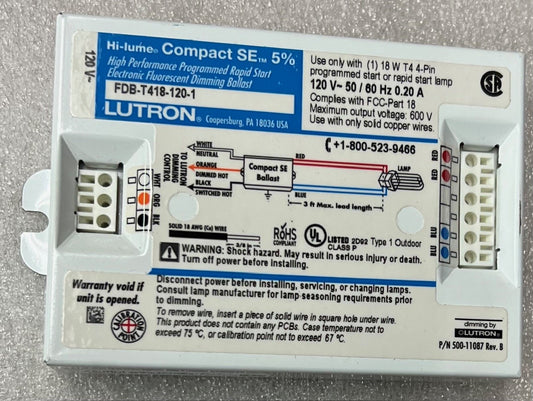 120 V~
Hi-lume® Compact SE™ 5%
High Performance Programmed Rapid Start
Electronic Fluorescent Dimming Ballast
FDB-T418-120-1
LUTRON®
Coopersburg, PA 18036 USA
Use only with (1) 18 W T4 4-Pin
programmed start or rapid start lamp
120 V~ 50 / 60 Hz 0.20 A
Complies with FCC-Part 18
Maximum output voltage: 600 V
Use with only solid copper wires.
+1-800-523-9466
WHT
ORG
BLK
TO LUTRON
DIMMING
CONTROL
WHITE
NEUTRAL
ORANGE
DIMMED HOT
BLACK
SWITCHED HOT
Compact SE
Ballast
RED
BLUE
LAMP
3 ft Max. lead length
RED
RED
BLU
BLU
SOLID 18 AWG (Cu) WIRE
3/8 in
RoHS
COMPLIANT
UL
LISTED 2D92 Type 1 Outdoor
CLASS P
WARNING: Shock hazard. May result in serious injury or death.
Turn off power before installing.
Warranty void if
unit is opened.
CALIBRATION
POINT
Disconnect power before installing, servicing, or changing lamps.
Consult lamp manufacturer for lamp-seasoning requirements prior
to dimming.
To remove wire, insert a piece of solid wire in square hole under wire.
This product does not contain any PCBs. Case temperature not to
exceed 75 °C, or calibration point not to exceed 67 °C.
dimming by
LUTRON®
P/N 500-11087 Rev. B